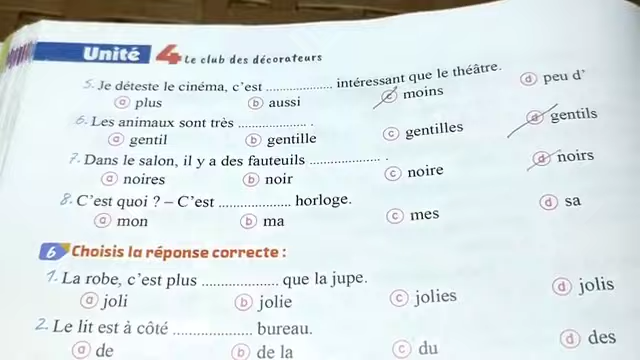 Unité 4 Le club des décorateurs
5. Je déteste le cinéma, c'est .................. intéressant que le théâtre.
a plus b aussi c moins d peu d'
6. Les animaux sont très .................. .
a gentil b gentille c gentilles d gentils
7. Dans le salon, il y a des fauteuils .................. .
a noires b noir c noire d noirs
8. C'est quoi ? – C'est .................. horloge.
a mon b ma c mes d sa
6 Choisis la réponse correcte :
1. La robe, c'est plus .................. que la jupe.
a joli b jolie c jolies d jolis
2. Le lit est à côté .................. bureau.
a de b de la c du d des